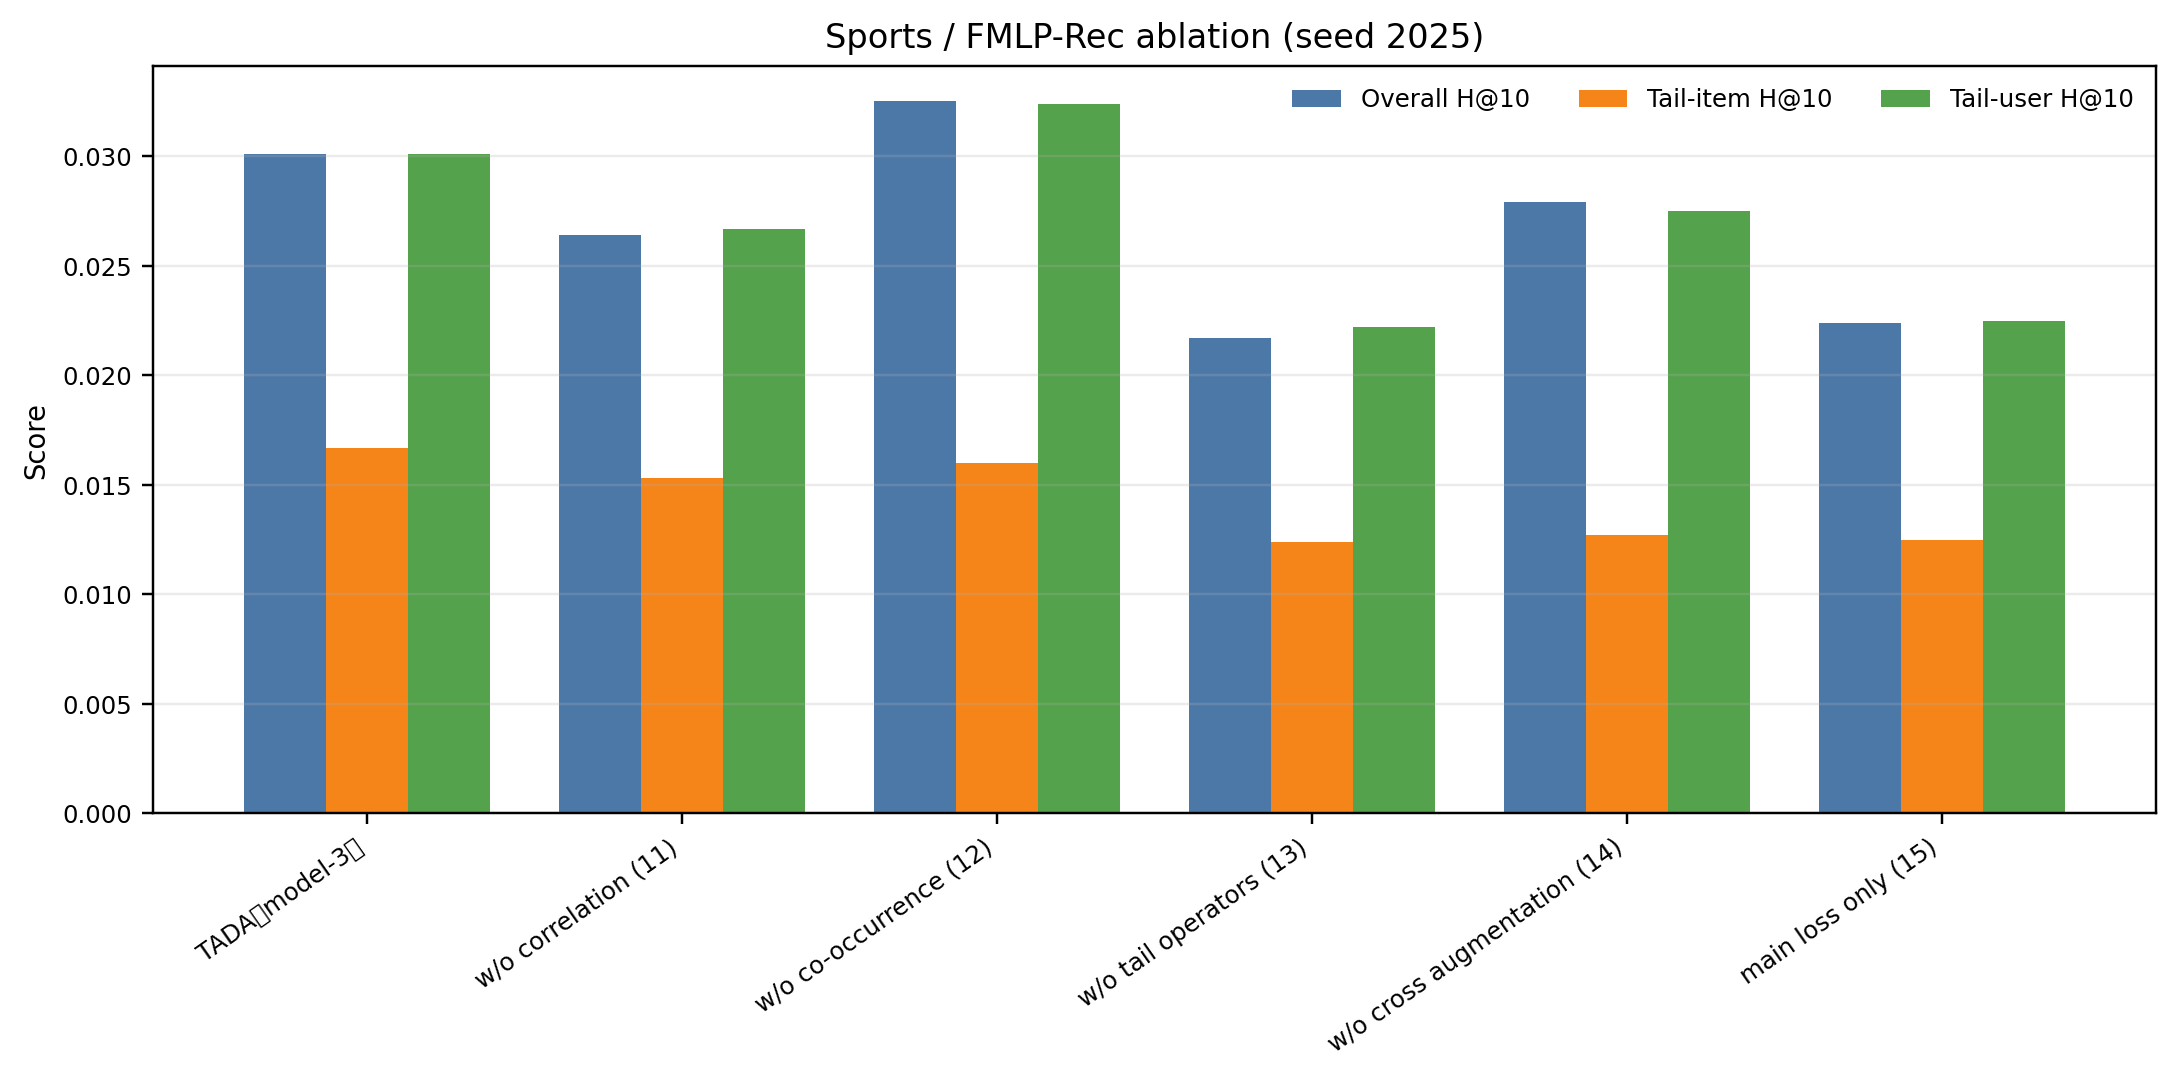 Sports / FMLP-Rec ablation (seed 2025)
Overall H@10
Tail-item H@10
Tail-user H@10
Score
0.030
0.025
0.020
0.015
0.010
0.005
0.000
TADA▯model-3▯
w/o correlation (11)
w/o co-occurrence (12)
w/o tail operators (13)
w/o cross augmentation (14)
main loss only (15)